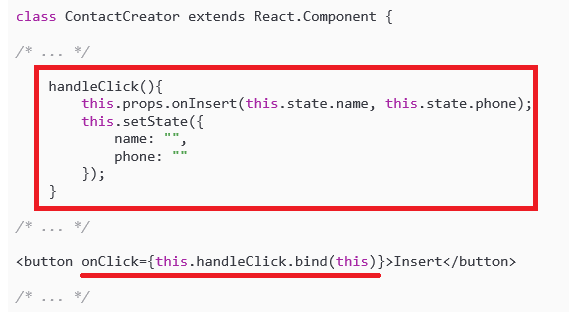 class ContactCreator extends React.Component {
/* ... */
handleClick(){
this.props.onInsert(this.state.name, this.state.phone);
this.setState({
name: "",
phone: ""
});
}
/* ... */
<button onClick={this.handleClick.bind(this)}>Insert</button>
/* ... */